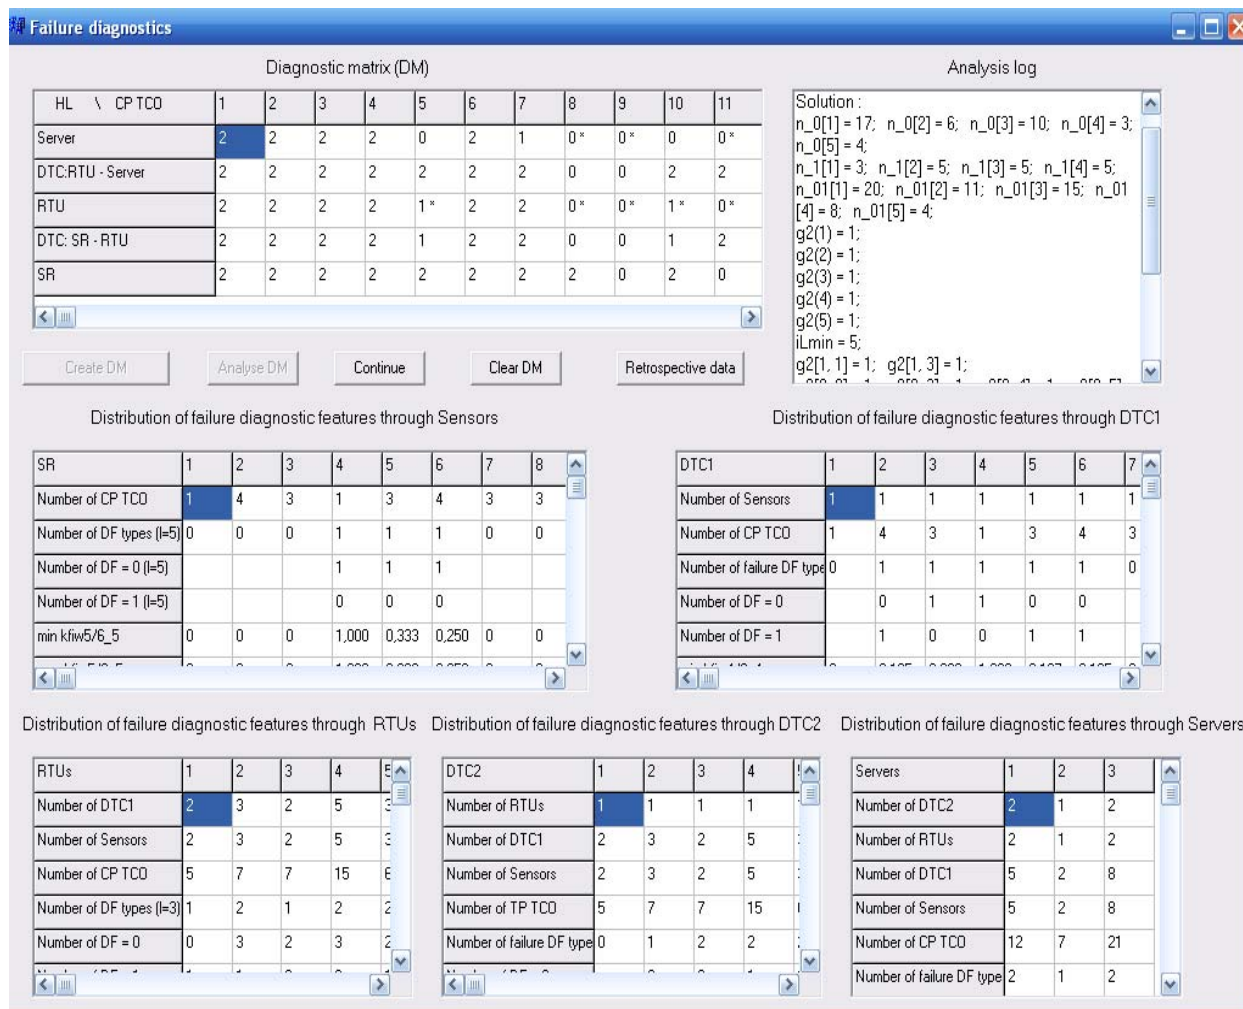 Failure diagnostics
Diagnostic matrix (DM)
HL \ CP TCO 1 2 3 4 5 6 7 8 9 10 11
Server 2 2 2 2 0 2 1 0* 0* 0 0*
DTC:RTU - Server 2 2 2 2 2 2 2 0 0 2 2
RTU 2 2 2 2 1* 2 2 0* 0* 1* 0*
DTC: SR - RTU 2 2 2 2 1 2 2 0 0 1 2
SR 2 2 2 2 2 2 2 2 0 2 0
Analysis log
Solution :
n_0[1] = 17; n_0[2] = 6; n_0[3] = 10; n_0[4] = 3;
n_0[5] = 4;
n_1[1] = 3; n_1[2] = 5; n_1[3] = 5; n_1[4] = 5;
n_01[1] = 20; n_01[2] = 11; n_01[3] = 15; n_01
[4] = 8; n_01[5] = 4;
g2(1) = 1;
g2(2) = 1;
g2(3) = 1;
g2(4) = 1;
g2(5) = 1;
iLmin = 5;
g2[1, 1] = 1; g2[1, 3] = 1;
Create DM Analyse DM Continue Clear DM Retrospective data
Distribution of failure diagnostic features through Sensors
SR 1 2 3 4 5 6 7 8
Number of CP TCO 1 4 3 1 3 4 3 3
Number of DF types (l=5) 0 0 0 1 1 1 0 0
Number of DF = 0 (l=5) 1 1 1
Number of DF = 1 (l=5) 0 0 0
min kfiw5/6_5 0 0 0 1,000 0,333 0,250 0 0
Distribution of failure diagnostic features through DTC1
DTC1 1 2 3 4 5 6 7
Number of Sensors 1 1 1 1 1 1 1
Number of CP TCO 1 4 3 1 3 4 3
Number of failure DF type 0 1 1 1 1 1 0
Number of DF = 0 0 1 1 0 0
Number of DF = 1 1 0 0 1 1
Distribution of failure diagnostic features through RTUs
RTUs 1 2 3 4 5
Number of DTC1 2 3 2 5 3
Number of Sensors 2 3 2 5 3
Number of CP TCO 5 7 7 15 6
Number of DF types (l=3) 1 2 1 2 2
Number of DF = 0 0 3 2 3 2
Distribution of failure diagnostic features through DTC2
DTC2 1 2 3 4
Number of RTUs 1 1 1 1
Number of DTC1 2 3 2 5
Number of Sensors 2 3 2 5
Number of TP TCO 5 7 7 15
Number of failure DF type 0 1 2 2
Distribution of failure diagnostic features through Servers
Servers 1 2 3
Number of DTC2 2 1 2
Number of RTUs 2 1 2
Number of DTC1 5 2 8
Number of Sensors 5 2 8
Number of CP TCO 12 7 21
Number of failure DF type 2 1 2